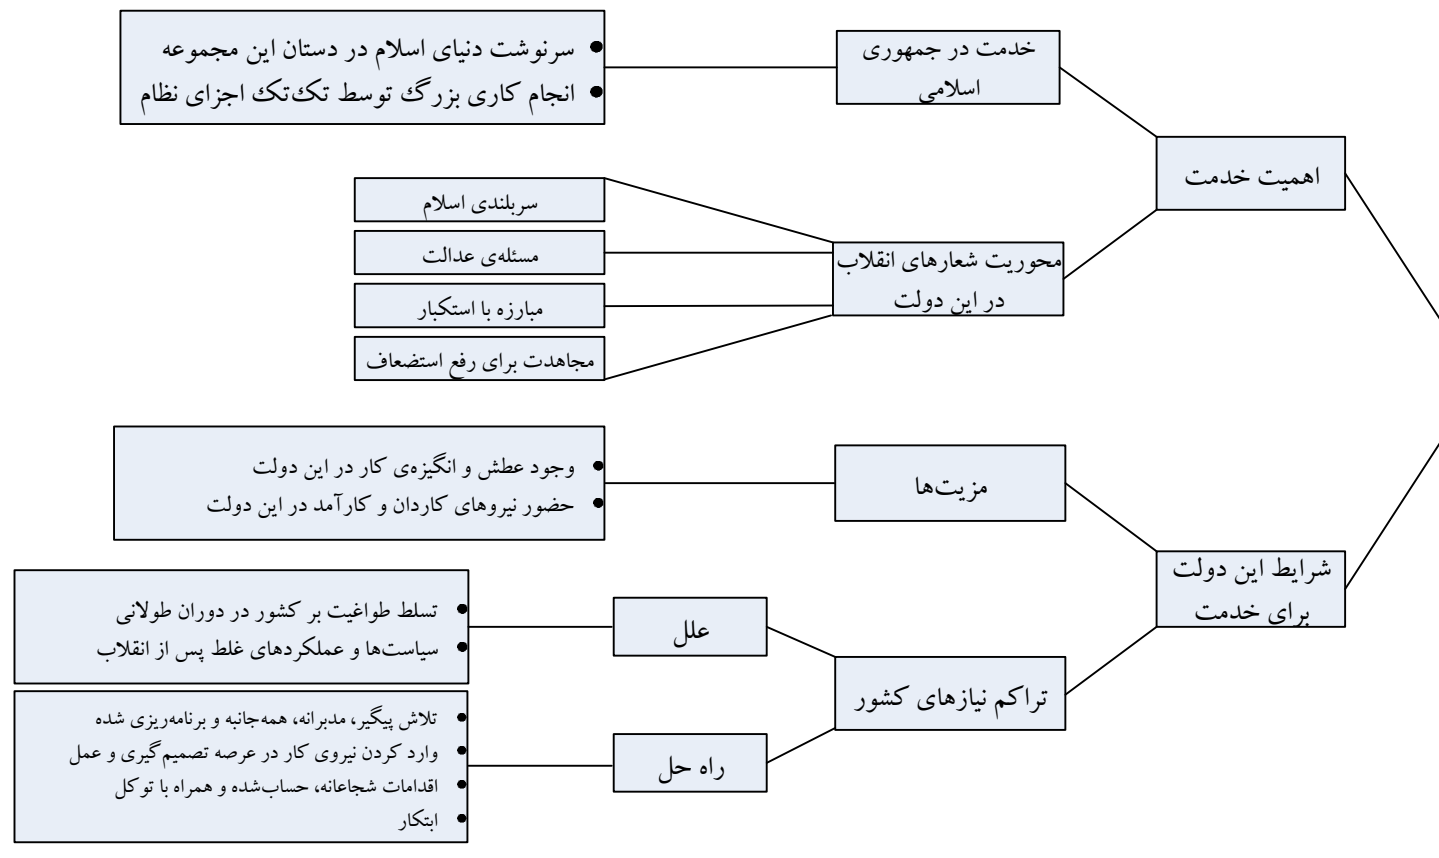 اهمیت خدمت
خدمت در جمهوری
اسلامی
سرنوشت دنیای اسلام در دستان این مجموعه
انجام کاری بزرگ توسط تک‌تک اجزای نظام
محوریت شعارهای انقلاب
در این دولت
سربلندی اسلام
مسئله‌ی عدالت
مبارزه با استکبار
مجاهدت برای رفع استضعاف
شرایط این دولت
برای خدمت
مزیت‌ها
وجود عطش و انگیزه‌ی کار در این دولت
حضور نیروهای کاردان و کارآمد در این دولت
تراکم نیازهای کشور
علل
تسلط طواغیت بر کشور در دوران طولانی
سیاست‌ها و عملکردهای غلط پس از انقلاب
راه حل
تلاش پیگیر، مدبرانه، همه‌جانبه و برنامه‌ریزی شده
وارد کردن نیروی کار در عرصه تصمیم‌گیری و عمل
اقدامات شجاعانه، حساب‌شده و همراه با توکل
ابتکار